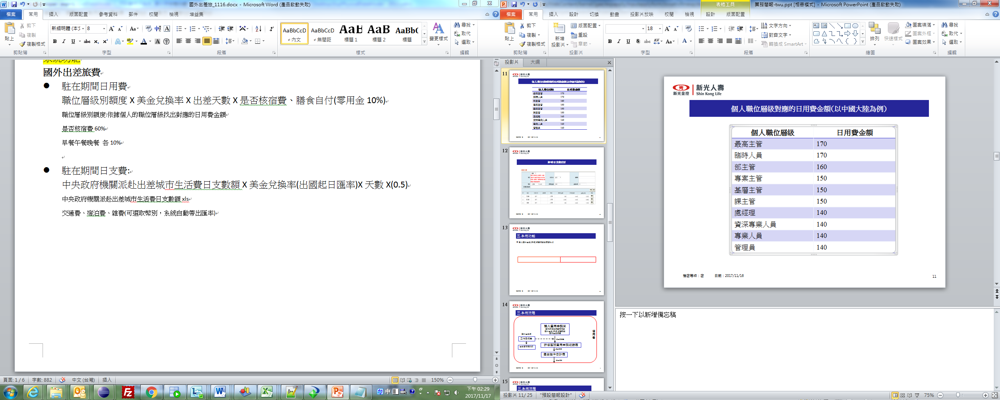 國外出差旅_1116.docx - Microsoft Word (產品啟動失敗)
檔案 常用 插入 版面配置 參考資料 郵件 校閱 檢視 增益集
貼上
剪下
複製
複製格式
剪貼簿
新細明體 (本文 8
字型
段落
AaBbCcD 內文
AaBbCcD 無間距
AaB 標題 1
AaB 標題 2
AaBbC 標題
變更樣式
樣式
尋找
取代
選取
編輯
系統功能
國外出差旅費
● 駐在期間日用費
職位層級別額度 X 美金兌換率 X 出差天數 X 是否核宿費、膳食自付(零用金 10%)
職位層級別額度:依據個人的職位層級找出對應的日用費金額
是否核宿費 60%
早餐午餐晚餐 各 10%
● 駐在期間日支費:
中央政府機關派赴出差城市生活費日支數額 X 美金兌換率(出國起日匯率)X 天數 X(0.5)
中央政府機關派赴出差城市生活費日支數額 xls
交通費、宿泊費、雜費(可選取幣別，系統自動帶出匯率)
頁面: 1 / 6 字數: 882 中文 (台灣) 插入
150%
下午 02:29
2017/11/17
業務簡報-twu.ppt [相容模式] - Microsoft PowerPoint (產品啟動失敗)
表格工具
檔案 常用 插入 設計 切換 動畫 投影片放映 校閱 檢視 設計 版面配置
貼上
剪下
複製
複製格式
剪貼簿
新增
投影片
版面配置
重設
章節
投影片
18
字型
文字方向
對齊文字
轉換成 SmartArt
段落
排列
快速樣式
圖案填滿
圖案外框
圖案效果
繪圖
尋找
取代
選取
編輯
投影片 大綱
11
12
13
五.系統功能
14
三.系統流程
15
三.系統流程
新光金控
新光人壽
Shin Kong Life
個人職位層級對應的日用費金額(以中國大陸為例)
個人職位層級 日用費金額
最高主管 170
臨時人員 170
部主管 160
專案主管 150
基層主管 150
課主管 150
處經理 140
資深專業人員 140
專業人員 140
管理員 140
機密等級：密 日期：2017/11/16
11
按一下以新增備忘稿
投影片 11/ 25 "預設簡報設計"
75%